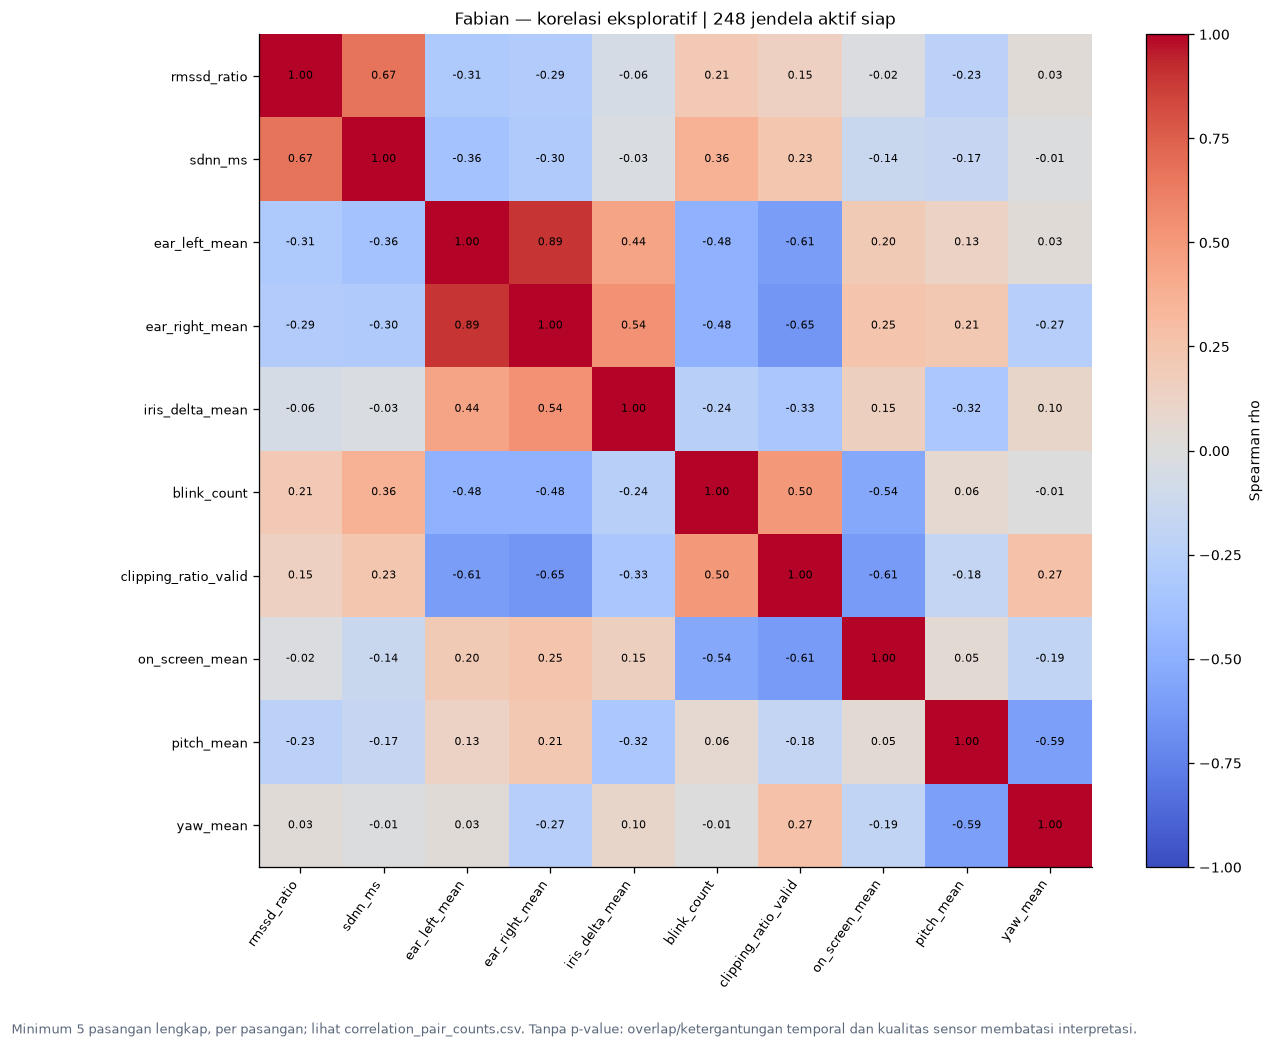 Fabian — korelasi eksploratif | 248 jendela aktif siap
rmssd_ratio 1.00 0.67 -0.31 -0.29 -0.06 0.21 0.15 -0.02 -0.23 0.03
sdnn_ms 0.67 1.00 -0.36 -0.30 -0.03 0.36 0.23 -0.14 -0.17 -0.01
ear_left_mean -0.31 -0.36 1.00 0.89 0.44 -0.48 -0.61 0.20 0.13 0.03
ear_right_mean -0.29 -0.30 0.89 1.00 0.54 -0.48 -0.65 0.25 0.21 -0.27
iris_delta_mean -0.06 -0.03 0.44 0.54 1.00 -0.24 -0.33 0.15 -0.32 0.10
blink_count 0.21 0.36 -0.48 -0.48 -0.24 1.00 0.50 -0.54 0.06 -0.01
clipping_ratio_valid 0.15 0.23 -0.61 -0.65 -0.33 0.50 1.00 -0.61 -0.18 0.27
on_screen_mean -0.02 -0.14 0.20 0.25 0.15 -0.54 -0.61 1.00 0.05 -0.19
pitch_mean -0.23 -0.17 0.13 0.21 -0.32 0.06 -0.18 0.05 1.00 -0.59
yaw_mean 0.03 -0.01 0.03 -0.27 0.10 -0.01 0.27 -0.19 -0.59 1.00
rmssd_ratio sdnn_ms ear_left_mean ear_right_mean iris_delta_mean blink_count clipping_ratio_valid on_screen_mean pitch_mean yaw_mean
1.00
0.75
0.50
0.25
0.00
−0.25
−0.50
−0.75
−1.00
Spearman rho
Minimum 5 pasangan lengkap, per pasangan; lihat correlation_pair_counts.csv. Tanpa p-value: overlap/ketergantungan temporal dan kualitas sensor membatasi interpretasi.